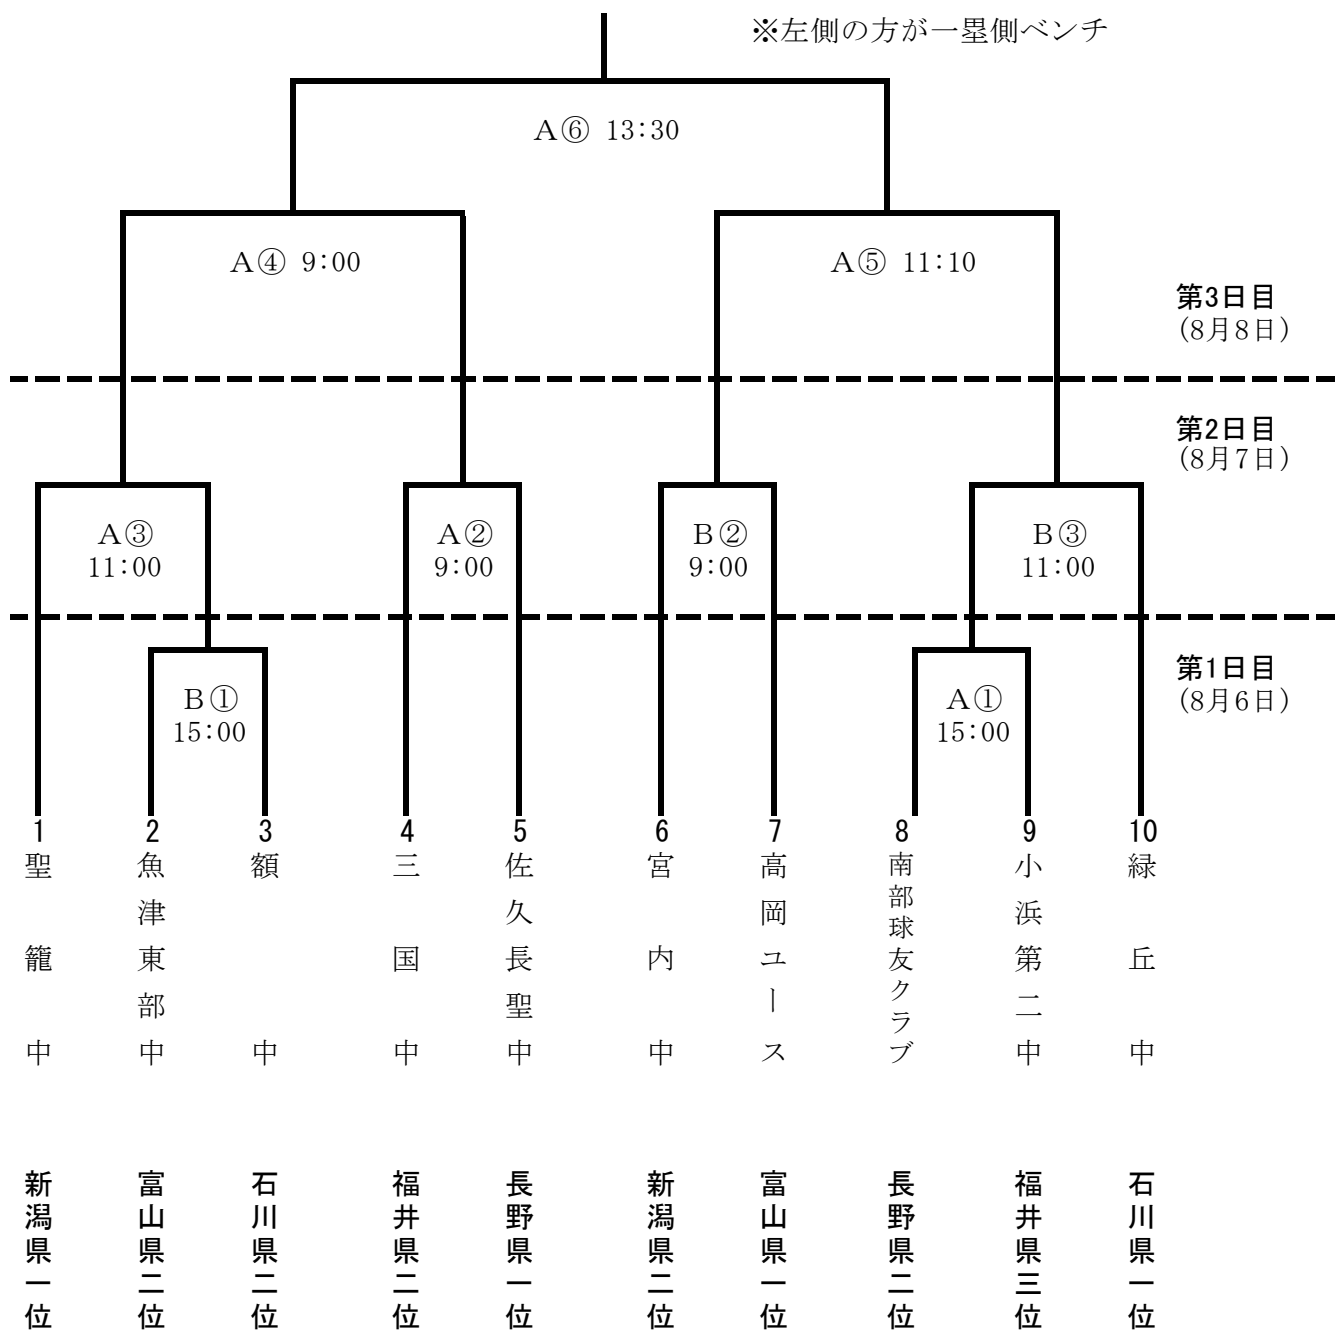 ※左側の方が一塁側ベンチ
A⑥ 13:30
A④ 9:00
A⑤ 11:10
第3日目
(8月8日)
第2日目
(8月7日)
A③
11:00
A②
9:00
B②
9:00
B③
11:00
第1日目
(8月6日)
B①
15:00
A①
15:00
1
聖籠中
新潟県一位
2
魚津東部中
富山県二位
3
額中
石川県二位
4
三国中
福井県二位
5
佐久長聖中
長野県一位
6
宮内中
新潟県二位
7
高岡ユース
富山県一位
8
南部球友クラブ
長野県二位
9
小浜第二中
福井県三位
10
緑丘中
石川県一位